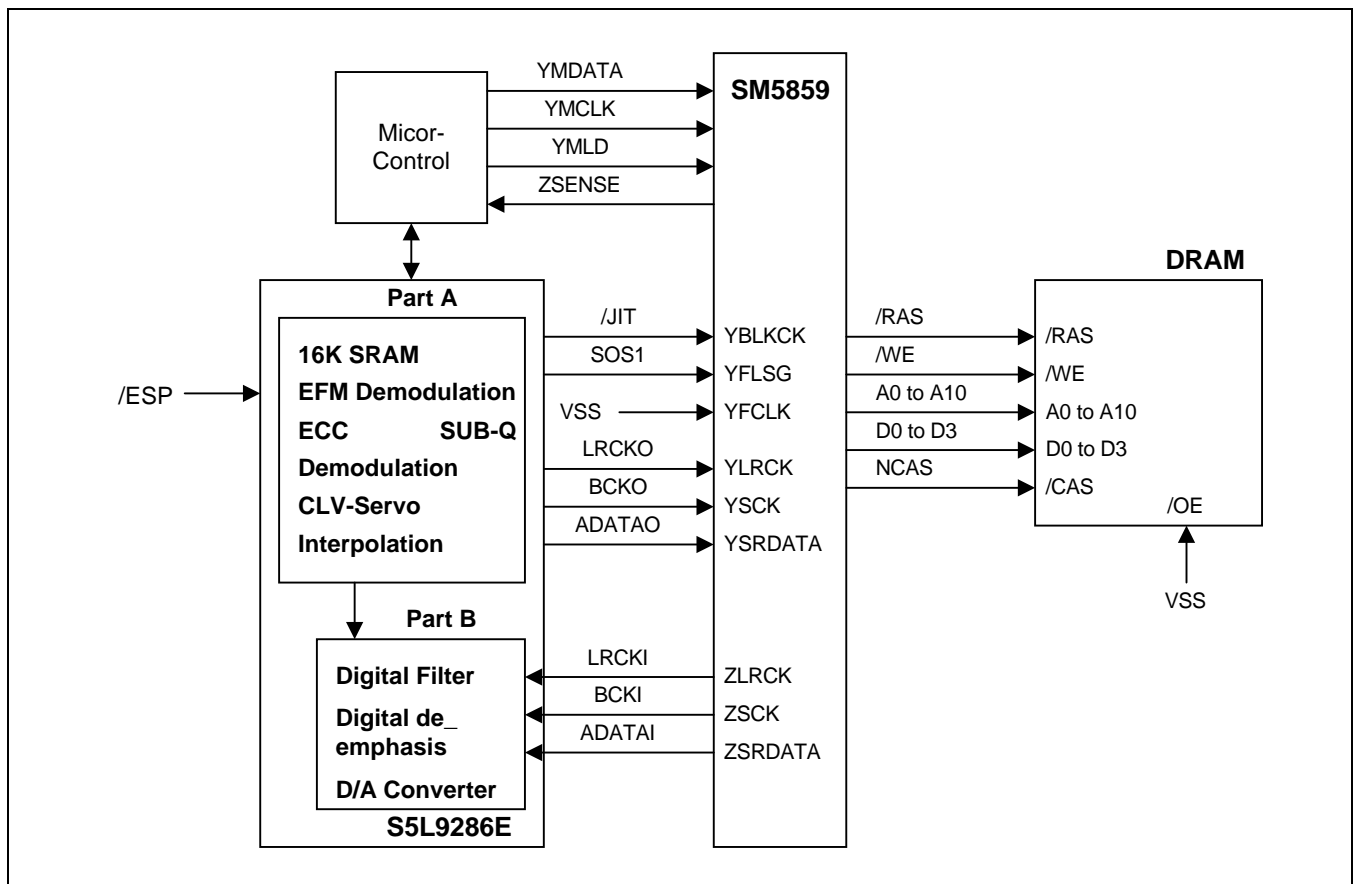 YMDATA
YMCLK
YMLD
ZSENSE
Micor-
Control
SM5859
DRAM
Part A
16K SRAM
EFM Demodulation
ECC SUB-Q
Demodulation
CLV-Servo
Interpolation
/ESP
/JIT
SOS1
VSS
LRCKO
BCKO
ADATAO
YBLKCK
YFLSG
YFCLK
YLRCK
YSCK
YSRDATA
/RAS
/WE
A0 to A10
D0 to D3
NCAS
/RAS
/WE
A0 to A10
D0 to D3
/CAS
/OE
VSS
Part B
Digital Filter
Digital de_
emphasis
D/A Converter
S5L9286E
LRCKI
BCKI
ADATAI
ZLRCK
ZSCK
ZSRDATA